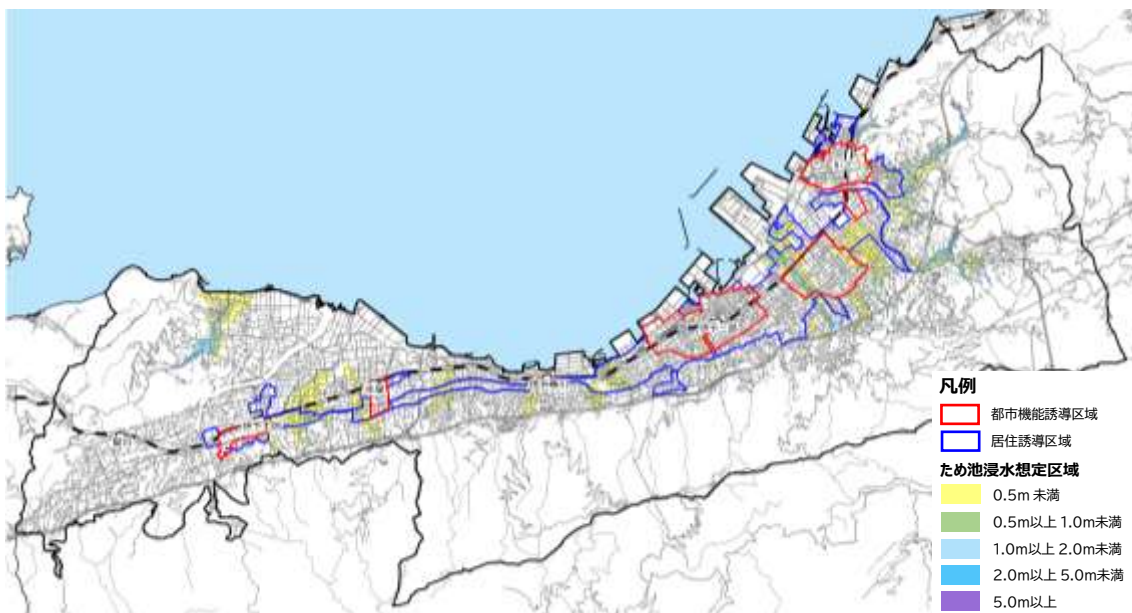 凡例
都市機能誘導区域
居住誘導区域
ため池浸水想定区域
0.5m 未満
0.5m以上 1.0m未満
1.0m以上 2.0m未満
2.0m以上 5.0m未満
5.0m以上